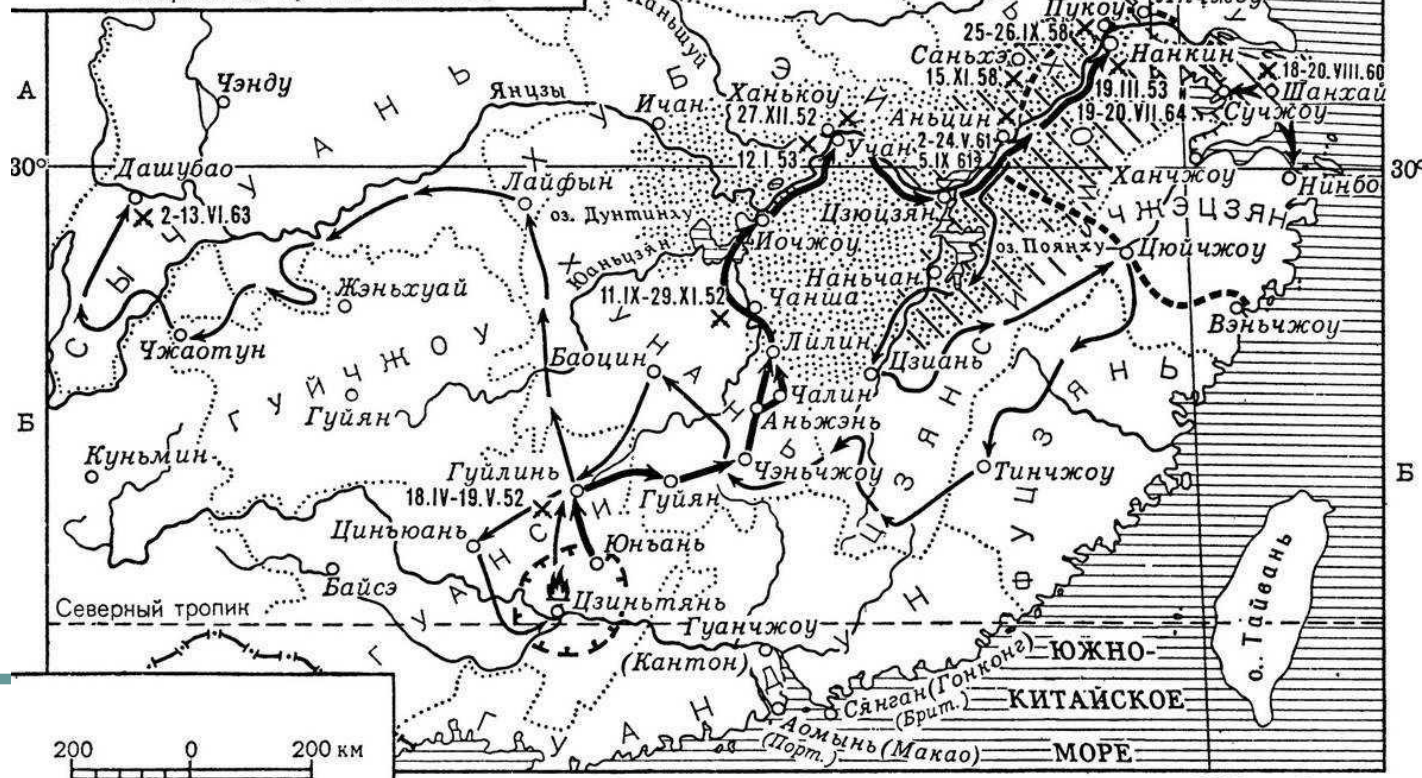 Ханьшуй
Пукоу
25-26.IX.58
Саньхэ
15.XI.58
Нанкин
19.III.53
19-20.VII.64
18-20.VIII.60
Шанхай
Сучжоу
А
Чэнду
Янцзы
Ичан
Ханькоу
27.XII.52
Учан
12.I.53
Аньцин
2-24.V.61
5.IX 61
30°
30°
Дашубао
2-13.VI.63
Лайфын
оз. Дунтинху
Юаньцзян
Иочжоу
Цзюцзян
Ханчжоу
Нинбо
ЧЖЭЦЗЯН
оз. Поянху
Цюйчжоу
Наньчан
Вэньчжоу
СЫЧУАНЬ
ХУБЭЙ
Жэньхуай
11.IX-29.XI.52
Чанша
Чжаотун
Лилин
Баоцин
Цзиань
ГУЙЧЖОУ
ХУНАНЬ
ЦЗЯНСИ
Гуйян
Чалин
Аньжэнь
Б
Б
Куньмин
Гуйлинь
18.IV-19.V.52
Гуйян
Чэньчжоу
Тинчжоу
ФУЦЗЯНЬ
Цинъюань
Юнъань
ГУАНСИ
Байсэ
Цзиньтянь
Северный тропик
Гуанчжоу
(Кантон)
ГУАНДУН
Сянган (Гонконг)
(Брит.)
Аомынь (Макао)
(Порт.)
о. Тайвань
ЮЖНО-
КИТАЙСКОЕ
МОРЕ
200 0 200 км